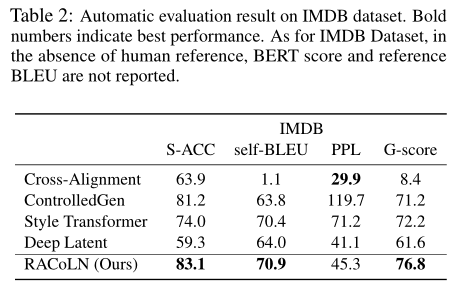 Table 2: Automatic evaluation result on IMDB dataset. Bold
numbers indicate best performance. As for IMDB Dataset, in
the absence of human reference, BERT score and reference
BLEU are not reported.
IMDB
S-ACC self-BLEU PPL G-score
Cross-Alignment 63.9 1.1 29.9 8.4
ControlledGen 81.2 63.8 119.7 71.2
Style Transformer 74.0 70.4 71.2 72.2
Deep Latent 59.3 64.0 41.1 61.6
RACoLN (Ours) 83.1 70.9 45.3 76.8